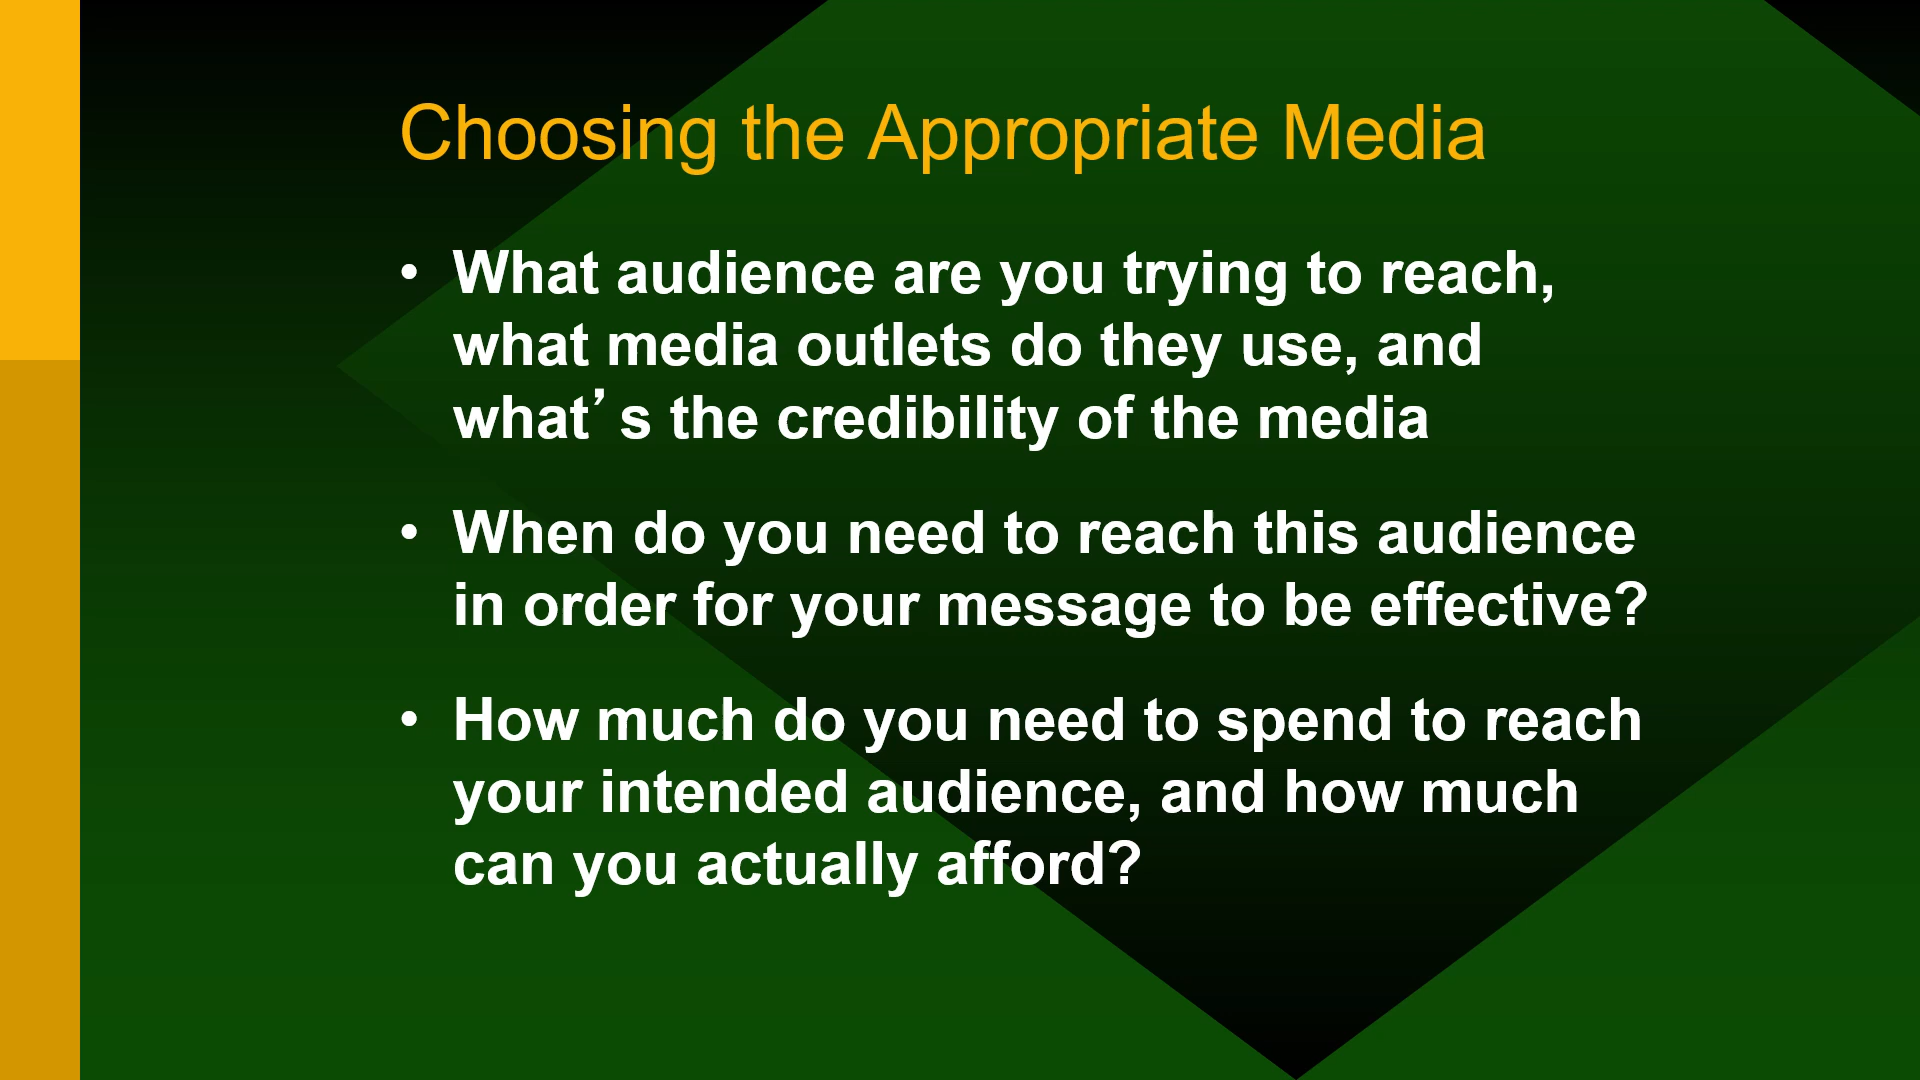 Choosing the Appropriate Media
• What audience are you trying to reach,
what media outlets do they use, and
what’s the credibility of the media
• When do you need to reach this audience
in order for your message to be effective?
• How much do you need to spend to reach
your intended audience, and how much
can you actually afford?